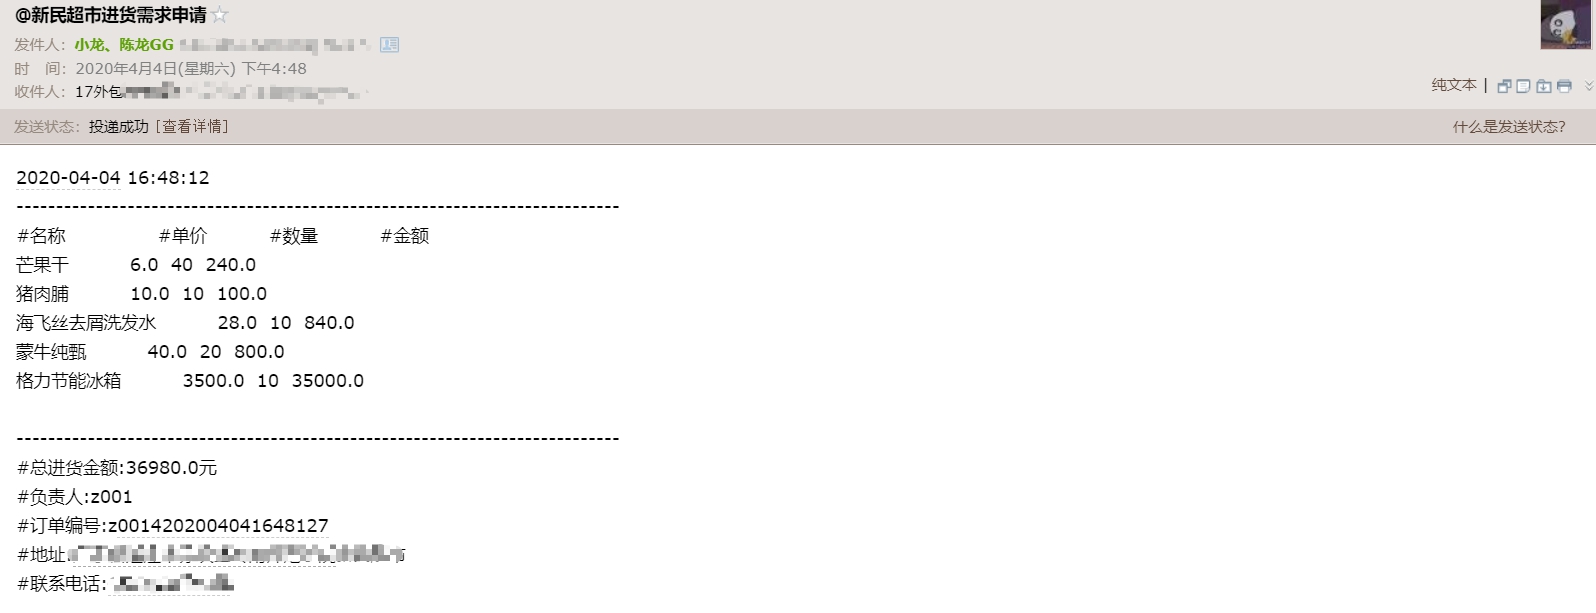 @新民超市进货需求申请
发件人：小龙、陈龙GG
时 间：2020年4月4日(星期六) 下午4:48
收件人：17外包
纯文本 |
发送状态：投递成功 [查看详情]
什么是发送状态?
2020-04-04 16:48:12
---------------------------------------------------------------------------
#名称 #单价 #数量 #金额
芒果干 6.0 40 240.0
猪肉脯 10.0 10 100.0
海飞丝去屑洗发水 28.0 10 840.0
蒙牛纯甄 40.0 20 800.0
格力节能冰箱 3500.0 10 35000.0
---------------------------------------------------------------------------
#总进货金额:36980.0元
#负责人:z001
#订单编号:z0014202004041648127
#地址:
#联系电话: